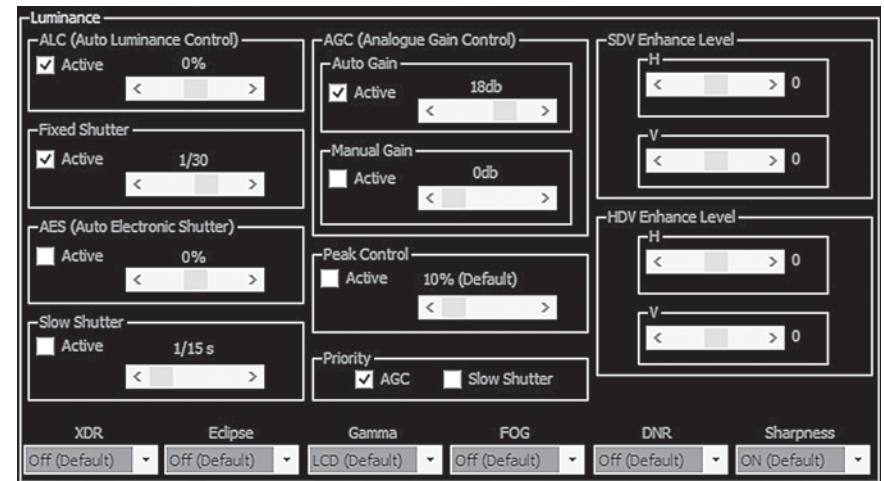 Luminance
ALC (Auto Luminance Control)
Active 0%
Fixed Shutter
Active 1/30
AES (Auto Electronic Shutter)
Active 0%
Slow Shutter
Active 1/15 s
AGC (Analogue Gain Control)
Auto Gain
Active 18db
Manual Gain
Active 0db
Peak Control
Active 10% (Default)
Priority
AGC Slow Shutter
SDV Enhance Level
H
0
V
0
HDV Enhance Level
H
0
V
0
XDR Eclipse Gamma FOG DNR Sharpness
Off (Default) Off (Default) LCD (Default) Off (Default) Off (Default) ON (Default)